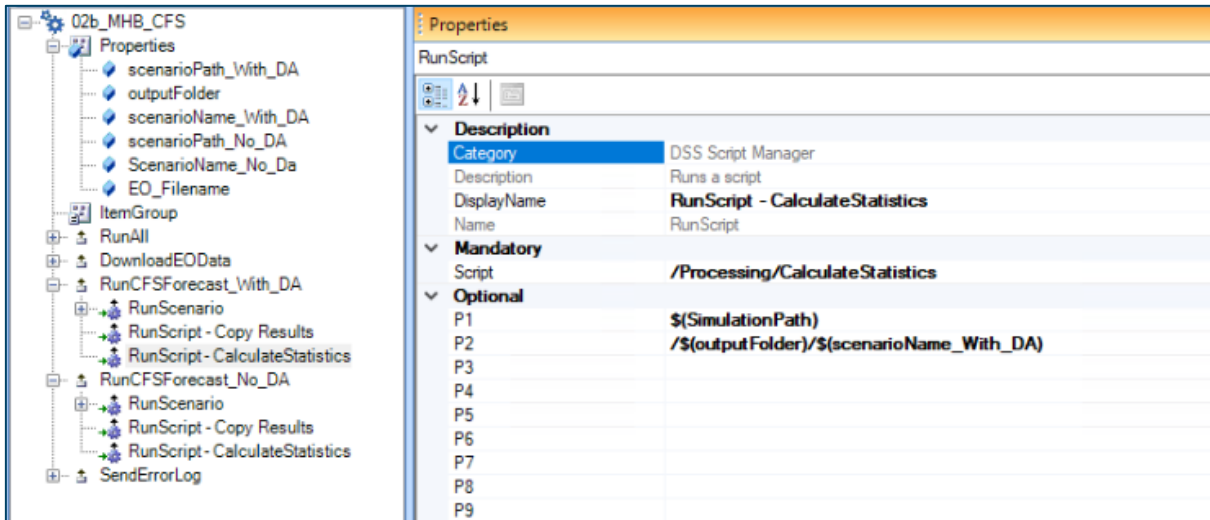 02b_MHB_CFS
Properties
scenarioPath_With_DA
outputFolder
scenarioName_With_DA
scenarioPath_No_DA
ScenarioName_No_Da
EO_Filename
ItemGroup
RunAll
DownloadEOData
RunCFSForecast_With_DA
RunScenario
RunScript - Copy Results
RunScript - CalculateStatistics
RunCFSForecast_No_DA
RunScenario
RunScript - Copy Results
RunScript - CalculateStatistics
SendErrorLog
Properties
RunScript
Description
Category DSS Script Manager
Description Runs a script
DisplayName RunScript - CalculateStatistics
Name RunScript
Mandatory
Script /Processing/CalculateStatistics
Optional
P1 $(SimulationPath)
P2 /$(outputFolder)/$(scenarioName_With_DA)
P3
P4
P5
P6
P7
P8
P9